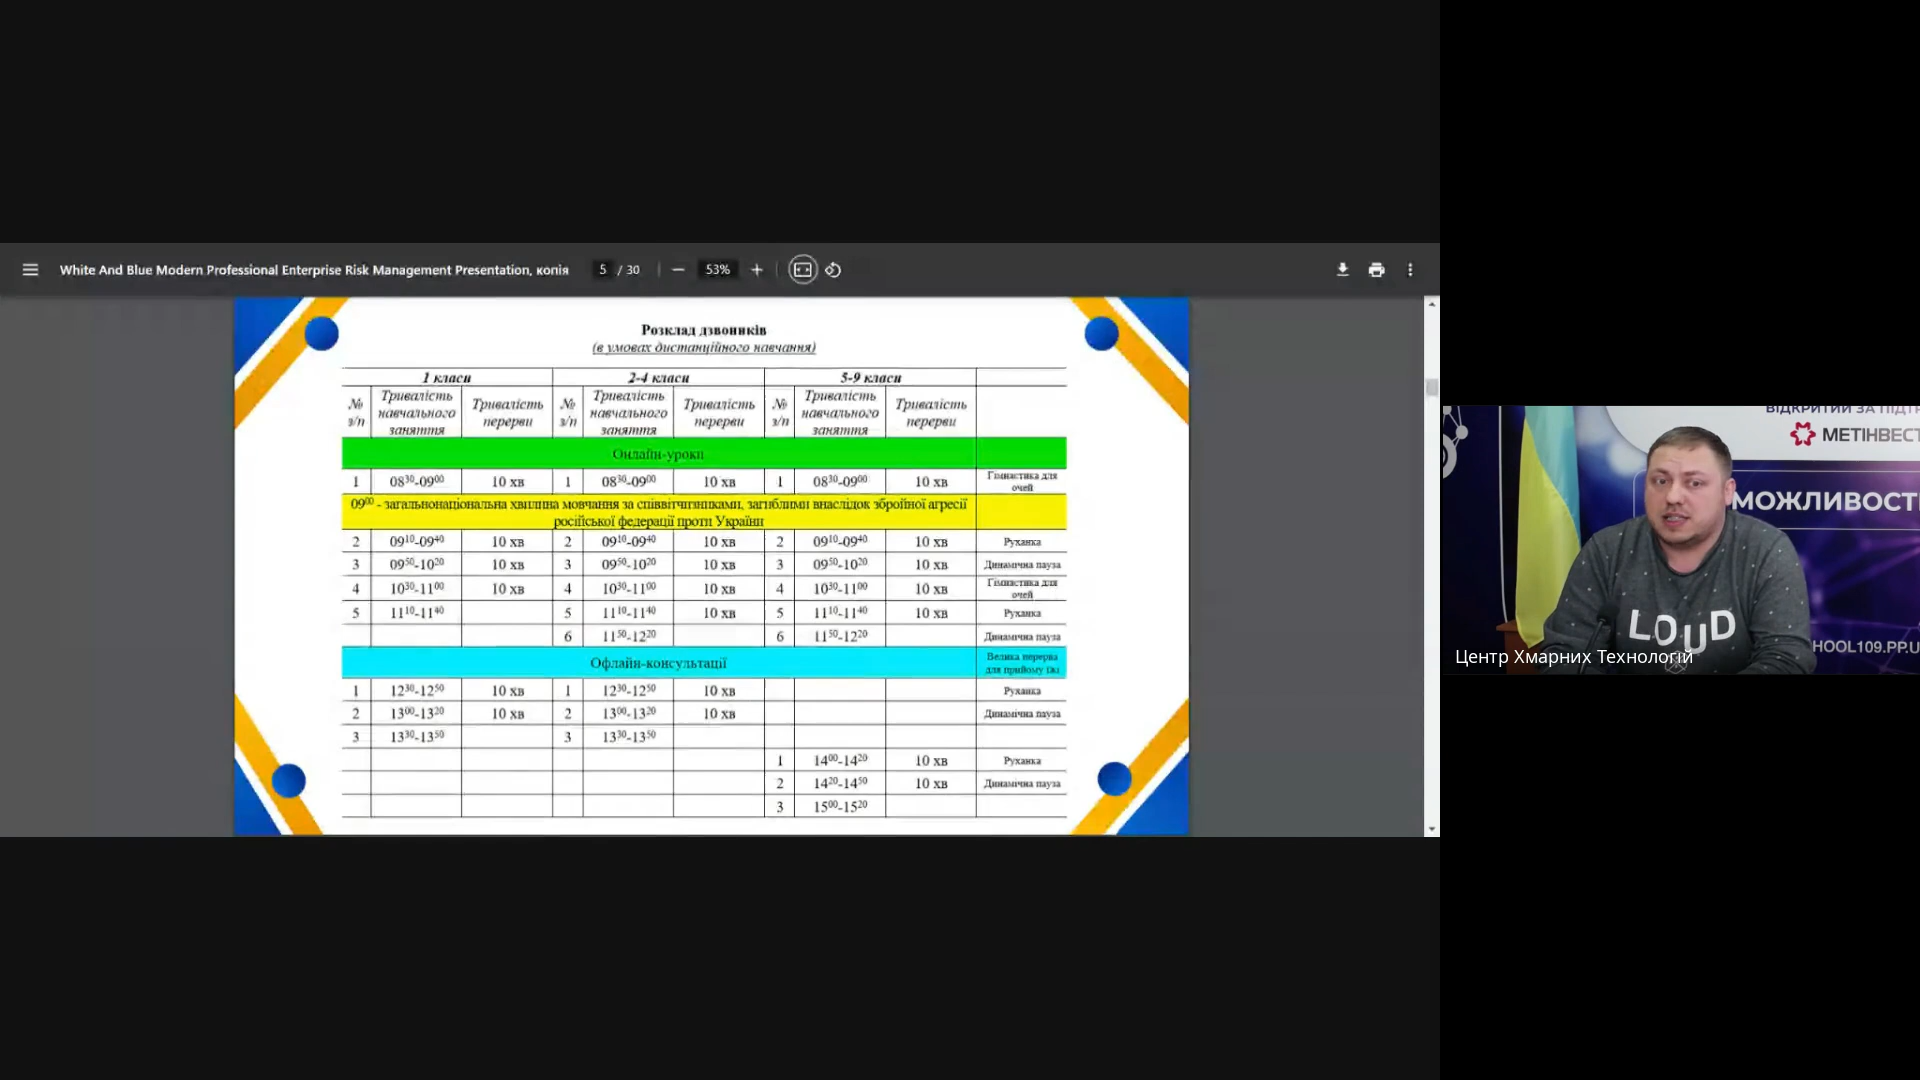 White And Blue Modern Professional Enterprise Risk Management Presentation, копія 5 / 30 53%
Розклад дзвоників
(в умовах дистанційного навчання)
1 класи 2-4 класи 5-9 класи
№ з/п Тривалість навчального заняття Тривалість перерви № з/п Тривалість навчального заняття Тривалість перерви № з/п Тривалість навчального заняття Тривалість перерви
Онлайн-уроки
1 08³⁰-09⁰⁰ 10 хв 1 08³⁰-09⁰⁰ 10 хв 1 08³⁰-09⁰⁰ 10 хв Гімнастика для очей
09⁰⁰ - загальнонаціональна хвилина мовчання за співвітчизниками, загиблими внаслідок збройної агресії
російської федерації проти України
2 09¹⁰-09⁴⁰ 10 хв 2 09¹⁰-09⁴⁰ 10 хв 2 09¹⁰-09⁴⁰ 10 хв Руханка
3 09⁵⁰-10²⁰ 10 хв 3 09⁵⁰-10²⁰ 10 хв 3 09⁵⁰-10²⁰ 10 хв Динамічна пауза
4 10³⁰-11⁰⁰ 10 хв 4 10³⁰-11⁰⁰ 10 хв 4 10³⁰-11⁰⁰ 10 хв Гімнастика для очей
5 11¹⁰-11⁴⁰ 5 11¹⁰-11⁴⁰ 10 хв 5 11¹⁰-11⁴⁰ 10 хв Руханка
6 11⁵⁰-12²⁰ 6 11⁵⁰-12²⁰ Динамічна пауза
Офлайн-консультації Велика перерва для прийому їжі
1 12³⁰-12⁵⁰ 10 хв 1 12³⁰-12⁵⁰ 10 хв Руханка
2 13⁰⁰-13²⁰ 10 хв 2 13⁰⁰-13²⁰ 10 хв Динамічна пауза
3 13³⁰-13⁵⁰ 3 13³⁰-13⁵⁰
1 14⁰⁰-14²⁰ 10 хв Руханка
2 14²⁰-14⁵⁰ 10 хв Динамічна пауза
3 15⁰⁰-15²⁰
ВІДКРИТИЙ ЗА
МЕТІНВЕСТ
МОЖЛИВОСТ
LOUD
HOOL109.PP.U
Центр Хмарних Технологій